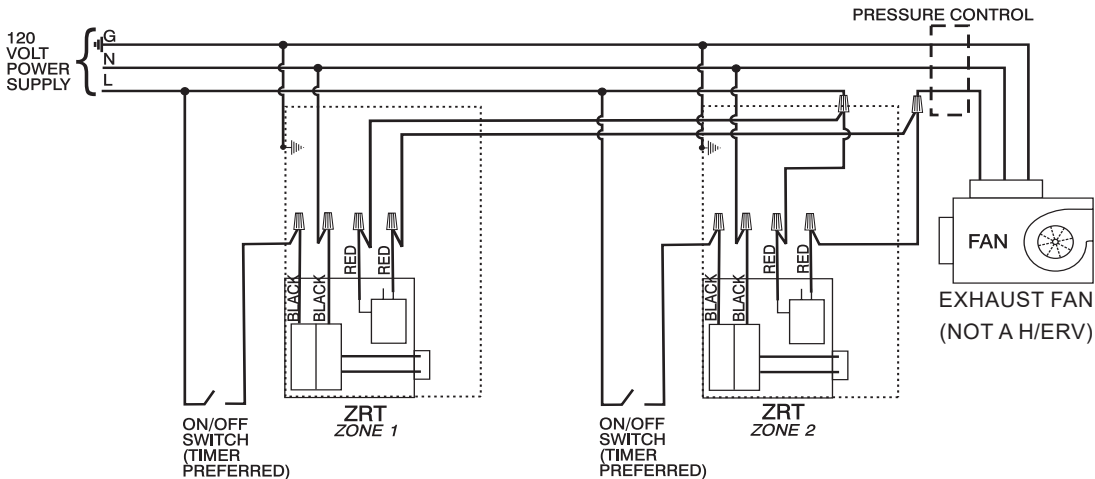 PRESSURE CONTROL
120
VOLT
POWER
SUPPLY
G
N
L
BLACK
BLACK
RED
RED
BLACK
BLACK
RED
RED
FAN
EXHAUST FAN
(NOT A H/ERV)
ON/OFF
SWITCH
(TIMER
PREFERRED)
ZRT
ZONE 1
ON/OFF
SWITCH
(TIMER
PREFERRED)
ZRT
ZONE 2